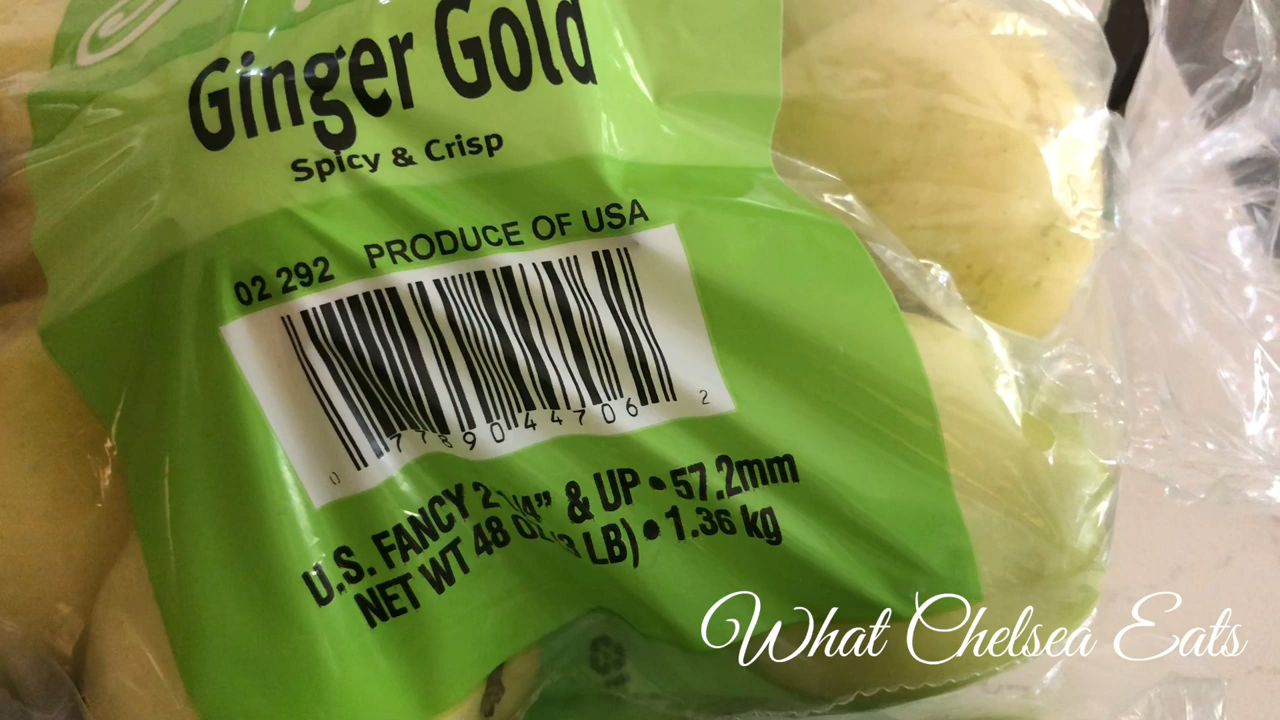 Ginger Gold
Spicy & Crisp
02 292 PRODUCE OF USA
0 77890 44706 2
U.S. FANCY 2 1/4" & UP • 57.2mm
NET WT 48 OZ (3 LB) • 1.36 kg
What Chelsea Eats